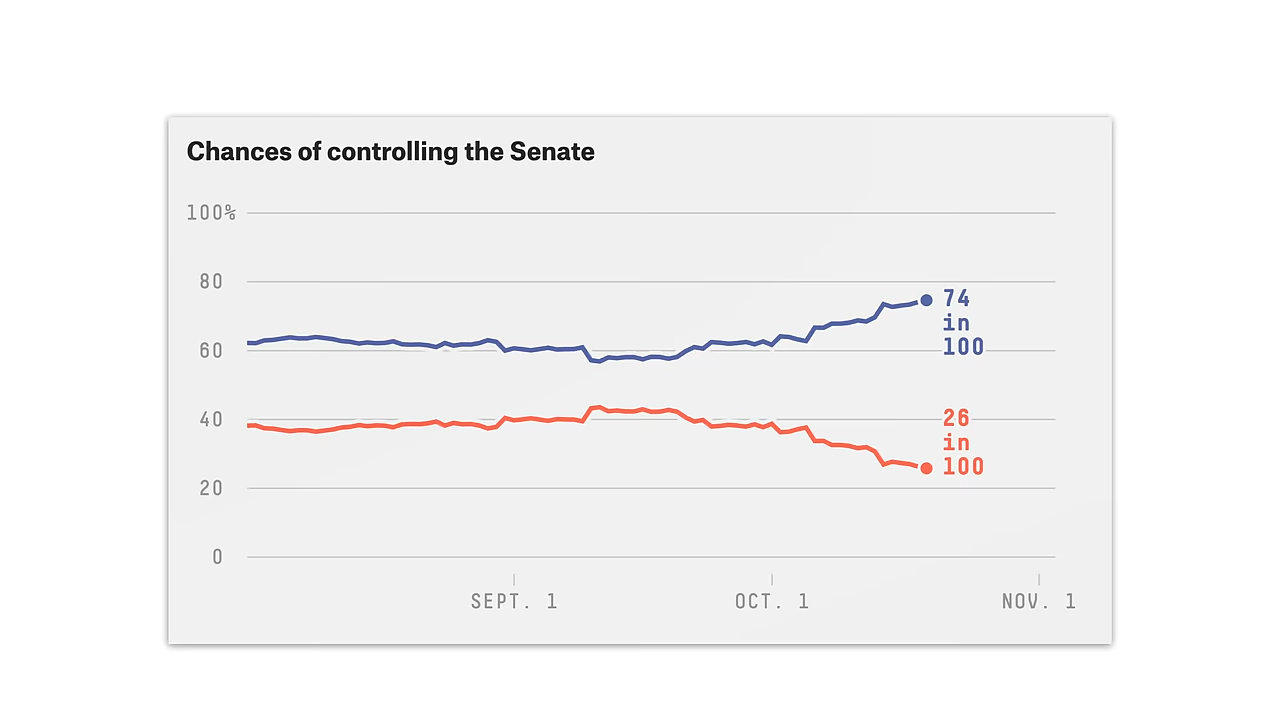 Chances of controlling the Senate
100%
80
60
40
20
0
74
in
100
26
in
100
SEPT. 1
OCT. 1
NOV. 1